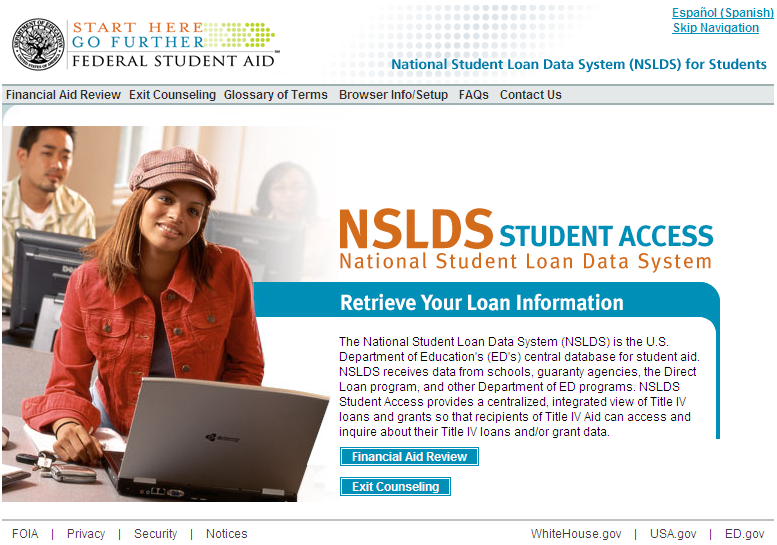 Español (Spanish)
Skip Navigation
START HERE
GO FURTHER
FEDERAL STUDENT AID
National Student Loan Data System (NSLDS) for Students
Financial Aid Review Exit Counseling Glossary of Terms Browser Info/Setup FAQs Contact Us
NSLDS STUDENT ACCESS
National Student Loan Data System
Retrieve Your Loan Information
The National Student Loan Data System (NSLDS) is the U.S.
Department of Education's (ED's) central database for student aid.
NSLDS receives data from schools, guaranty agencies, the Direct
Loan program, and other Department of ED programs. NSLDS
Student Access provides a centralized, integrated view of Title IV
loans and grants so that recipients of Title IV Aid can access and
inquire about their Title IV loans and/or grant data.
Financial Aid Review
Exit Counseling
FOIA | Privacy | Security | Notices WhiteHouse.gov | USA.gov | ED.gov